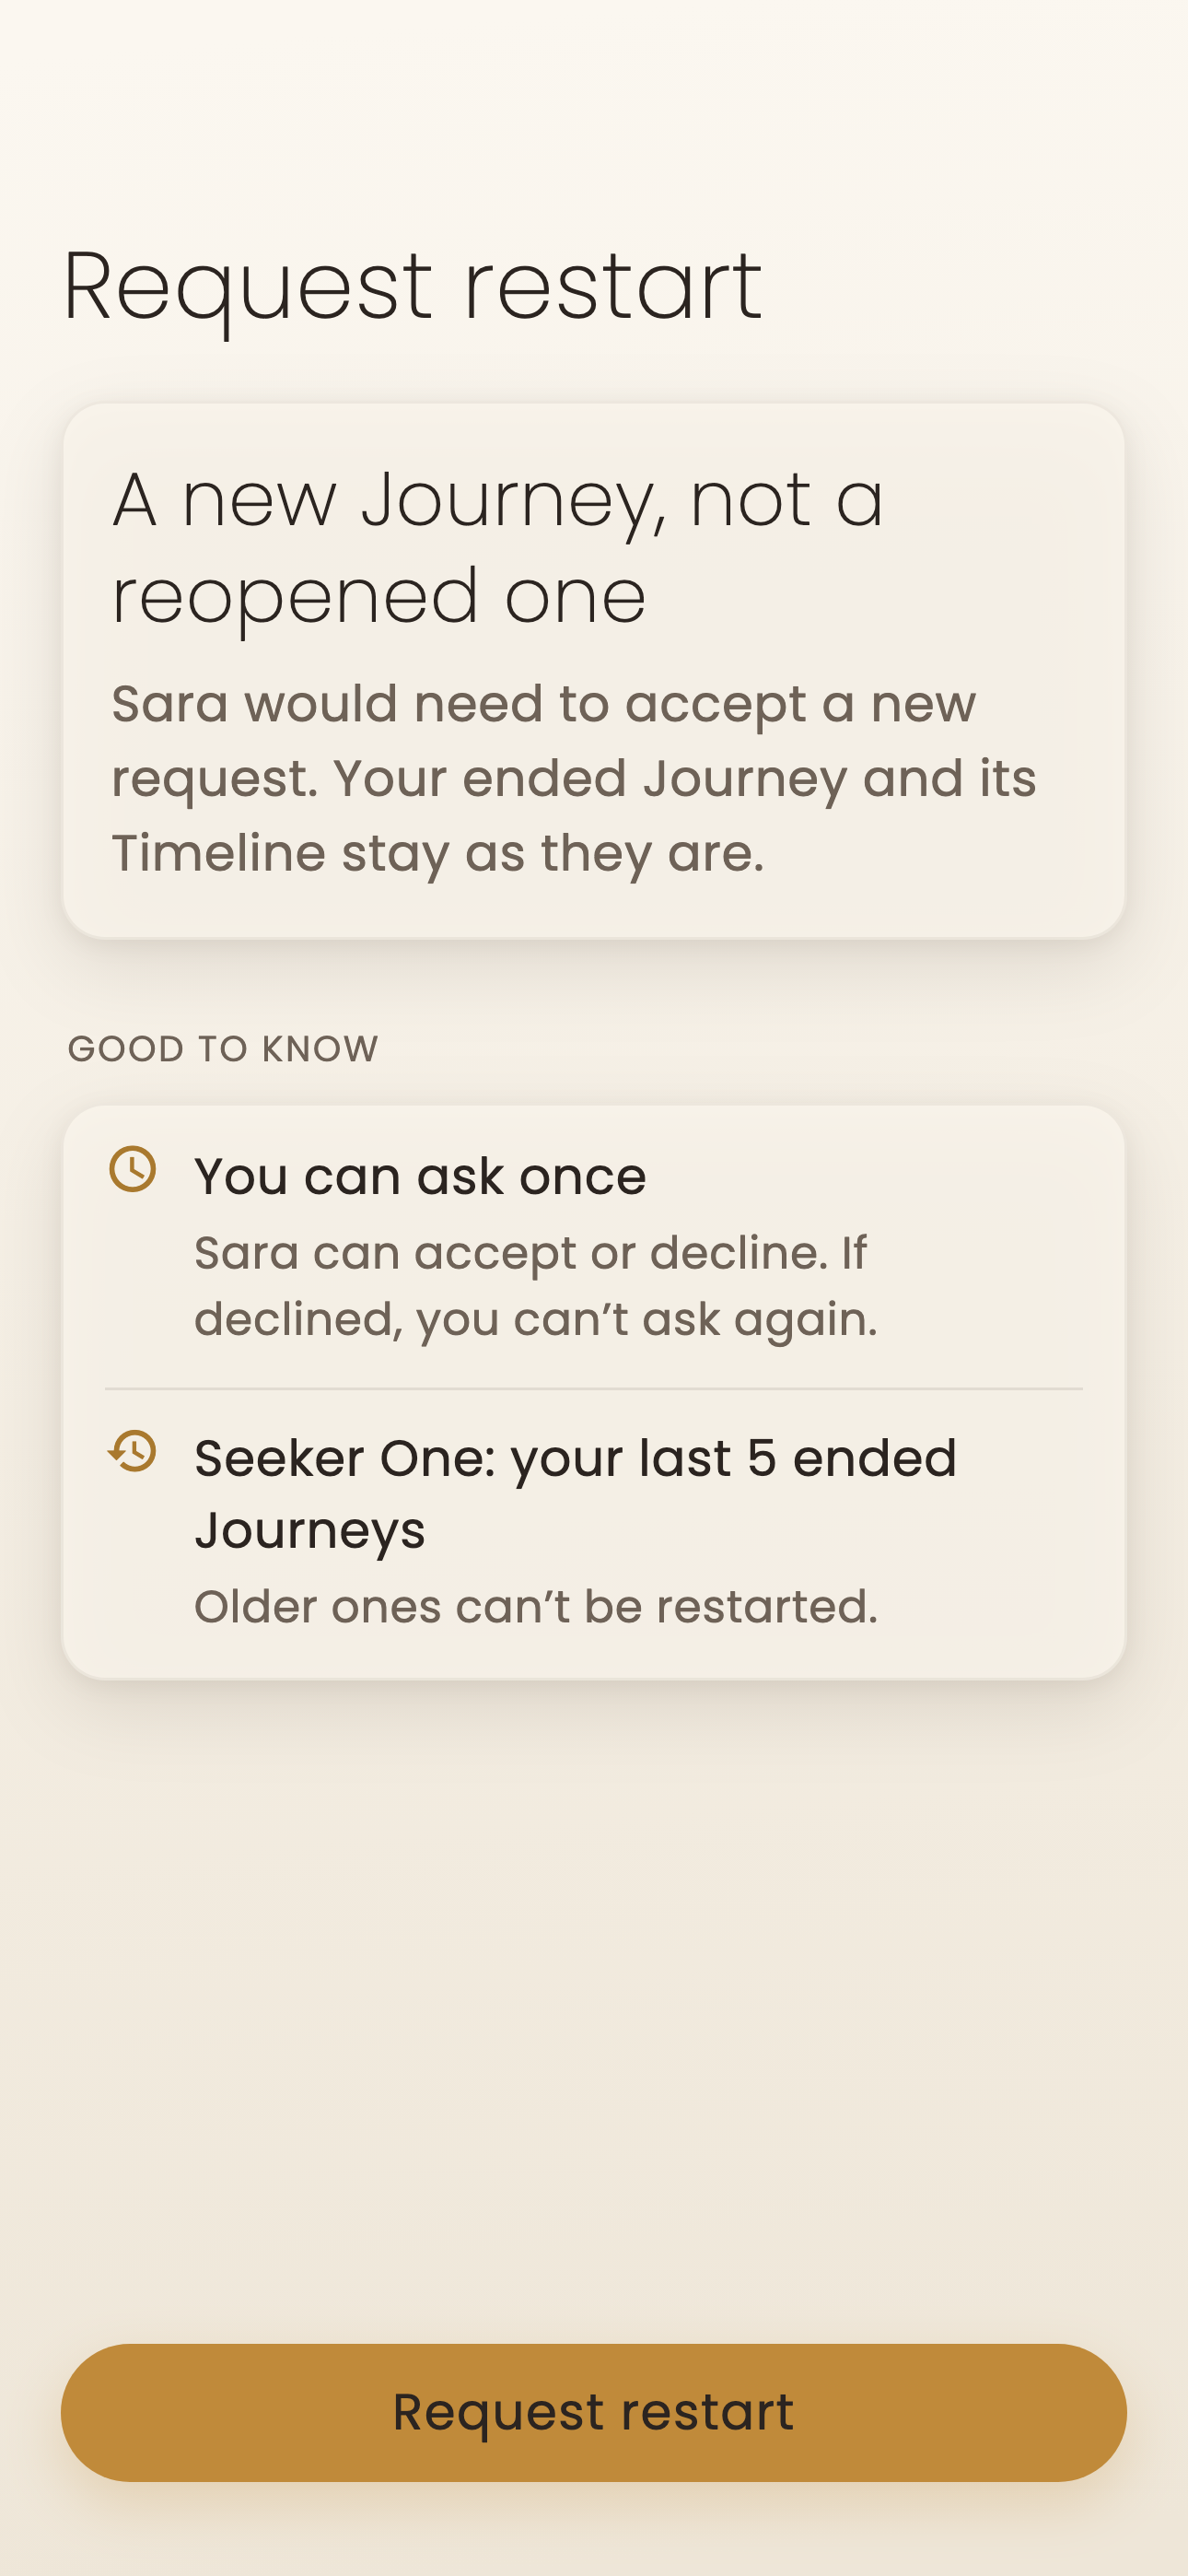 Request restart
A new Journey, not a
reopened one
Sara would need to accept a new
request. Your ended Journey and its
Timeline stay as they are.
GOOD TO KNOW
You can ask once
Sara can accept or decline. If
declined, you can’t ask again.
Seeker One: your last 5 ended
Journeys
Older ones can’t be restarted.
Request restart